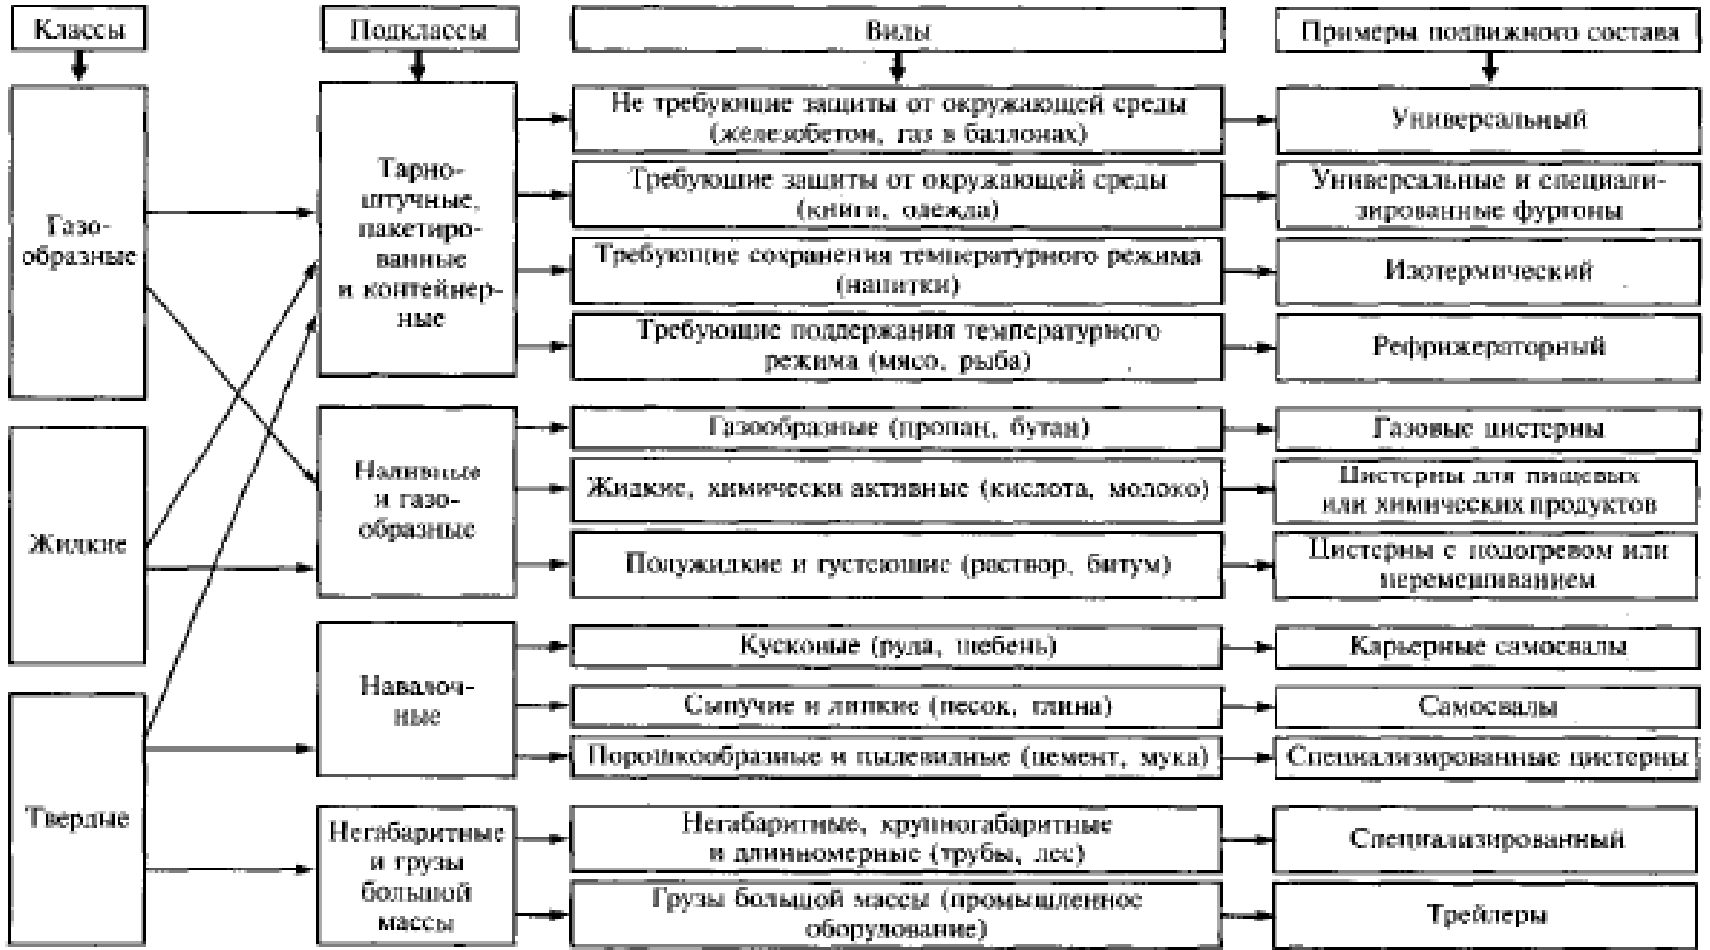 Классы
Подклассы
Виды
Примеры подвижного состава
Газо-
образные
Жидкие
Твердые
Тарно-
штучные,
пакетиро-
ванные
и контейнер-
ные
Наливные
и газо-
образные
Навалоч-
ные
Негабаритные
и грузы
большой
массы
Не требующие защиты от окружающей среды
(железобетон, газ в баллонах)
Универсальный
Требующие защиты от окружающей среды
(книги, одежда)
Универсальные и специали-
зированные фургоны
Требующие сохранения температурного режима
(напитки)
Изотермический
Требующие поддержания температурного
режима (мясо, рыба)
Рефрижераторный
Газообразные (пропан, бутан)
Газовые цистерны
Жидкие, химически активные (кислота, молоко)
Цистерны для пищевых
или химических продуктов
Полужидкие и густеющие (раствор, битум)
Цистерны с подогревом или
перемешиванием
Кусковые (руда, щебень)
Карьерные самосвалы
Сыпучие и липкие (песок, глина)
Самосвалы
Порошкообразные и пылевидные (цемент, мука)
Специализированные цистерны
Негабаритные, крупногабаритные
и длинномерные (трубы, лес)
Специализированный
Грузы большой массы (промышленное
оборудование)
Трейлеры